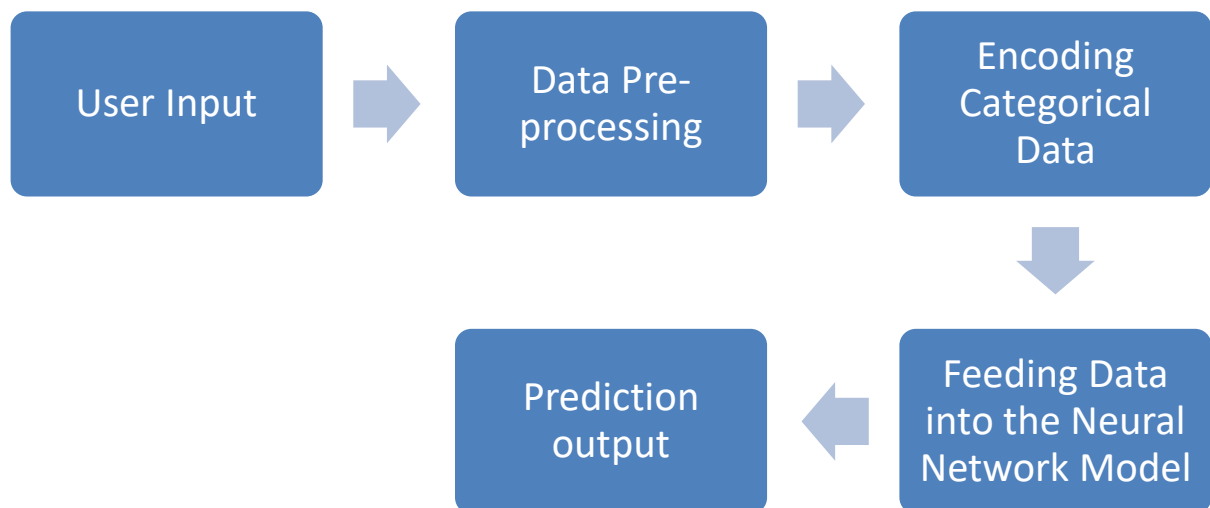 User Input
Data Pre-
processing
Encoding
Categorical
Data
Feeding Data
into the Neural
Network Model
Prediction
output